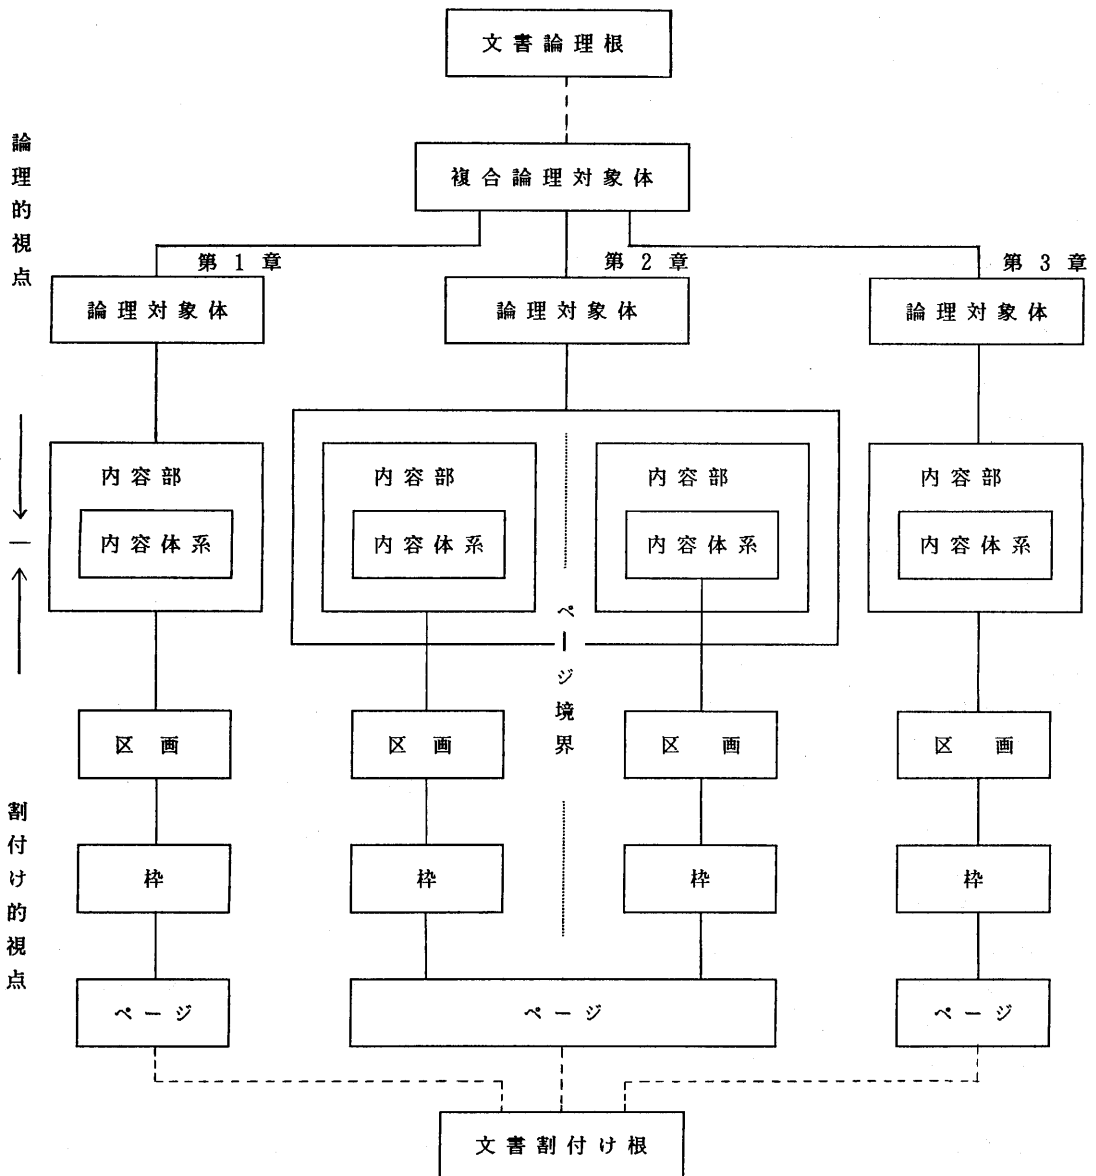 文書論理根
論理的視点
複合論理対象体
第1章
第2章
第3章
論理対象体
論理対象体
論理対象体
内容部
内容部
内容部
内容部
内容体系
内容体系
内容体系
内容体系
ページ境界
区画
区画
区画
区画
割付け的視点
枠
枠
枠
枠
ページ
ページ
ページ
文書割付け根